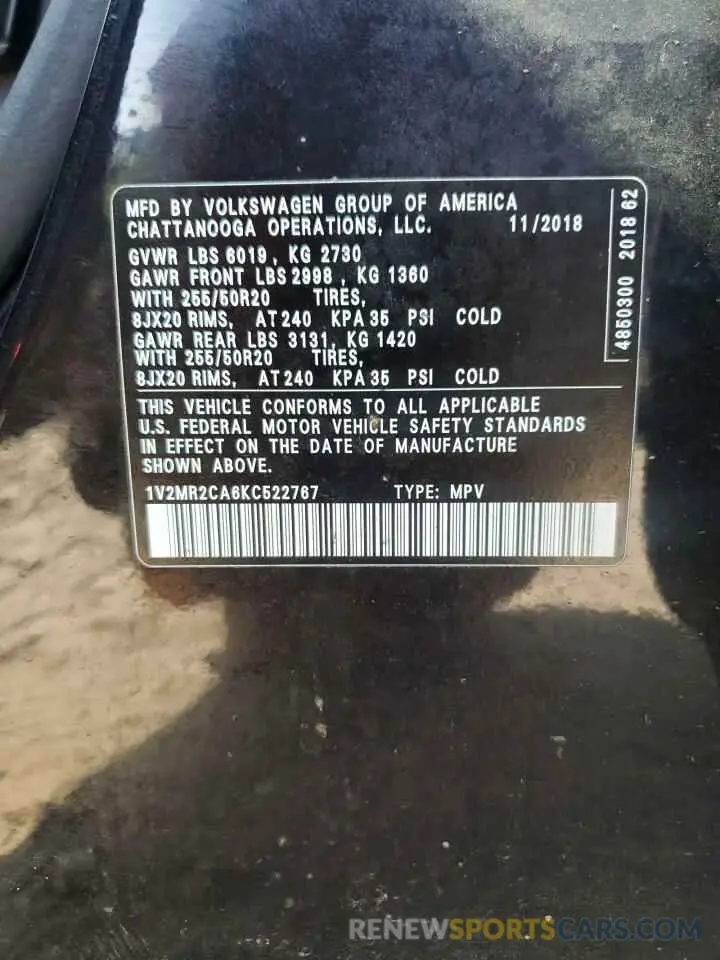 MFD BY VOLKSWAGEN GROUP OF AMERICA
CHATTANOOGA OPERATIONS, LLC. 11/2018
GVWR LBS 6019, KG 2730
GAWR FRONT LBS 2998, KG 1360
WITH 255/50R20 TIRES,
8JX20 RIMS, AT 240 KPA 35 PSI COLD
GAWR REAR LBS 3131, KG 1420
WITH 255/50R20 TIRES,
8JX20 RIMS, AT 240 KPA 35 PSI COLD
4850300 2018 62
THIS VEHICLE CONFORMS TO ALL APPLICABLE
U.S. FEDERAL MOTOR VEHICLE SAFETY STANDARDS
IN EFFECT ON THE DATE OF MANUFACTURE
SHOWN ABOVE.
1V2MR2CA6KC522767 TYPE: MPV
RENEWSPORTSCARS.COM